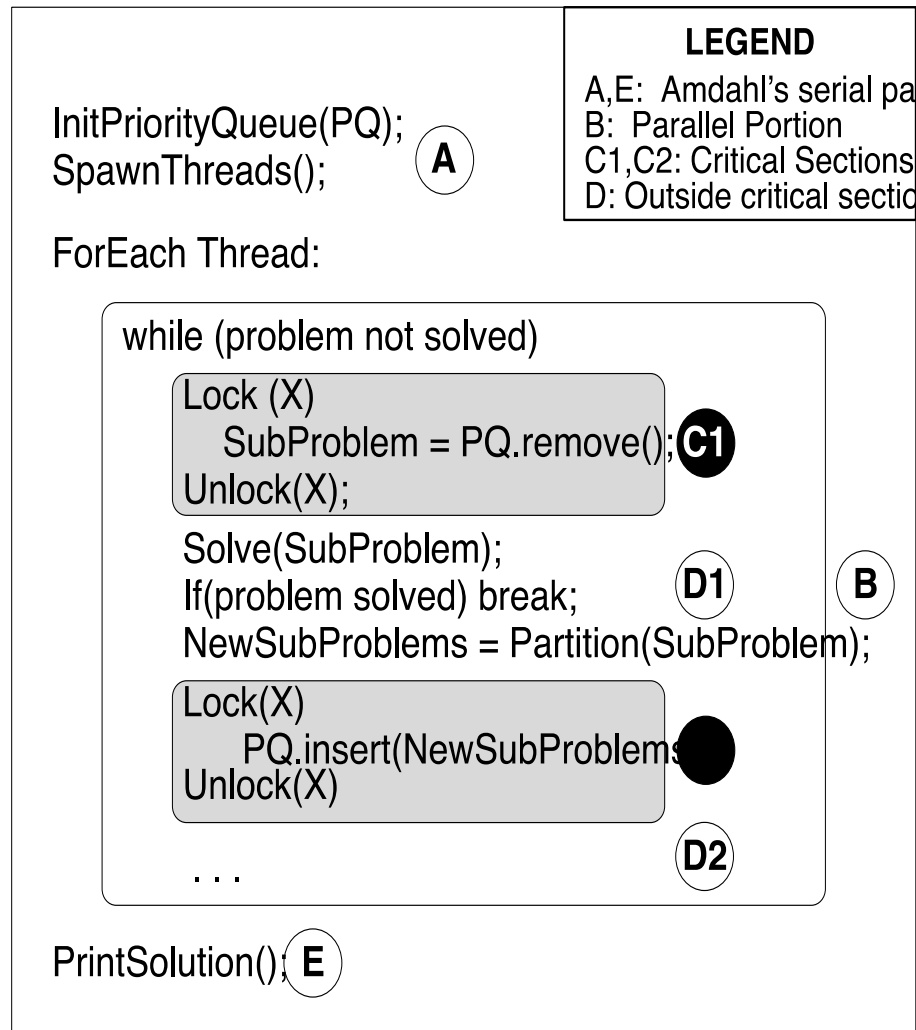 LEGEND
A,E: Amdahl's serial pa
B: Parallel Portion
C1,C2: Critical Sections
D: Outside critical sectio
InitPriorityQueue(PQ);
SpawnThreads();
A
ForEach Thread:
while (problem not solved)
Lock (X)
SubProblem = PQ.remove();
C1
Unlock(X);
Solve(SubProblem);
If(problem solved) break;
D1
B
NewSubProblems = Partition(SubProblem);
Lock(X)
PQ.insert(NewSubProblems
Unlock(X)
D2
. . .
PrintSolution();
E